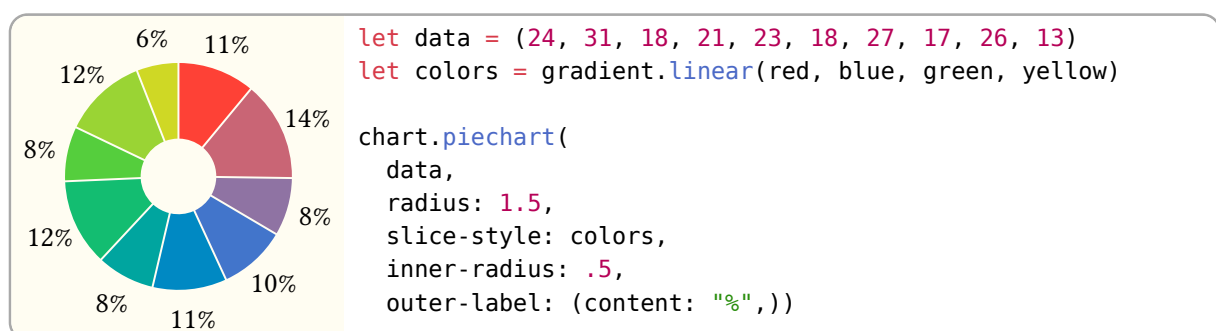 6%
11%
12%
14%
8%
8%
12%
10%
8%
11%
let data = (24, 31, 18, 21, 23, 18, 27, 17, 26, 13)
let colors = gradient.linear(red, blue, green, yellow)
chart.piechart(
  data,
  radius: 1.5,
  slice-style: colors,
  inner-radius: .5,
  outer-label: (content: "%",))